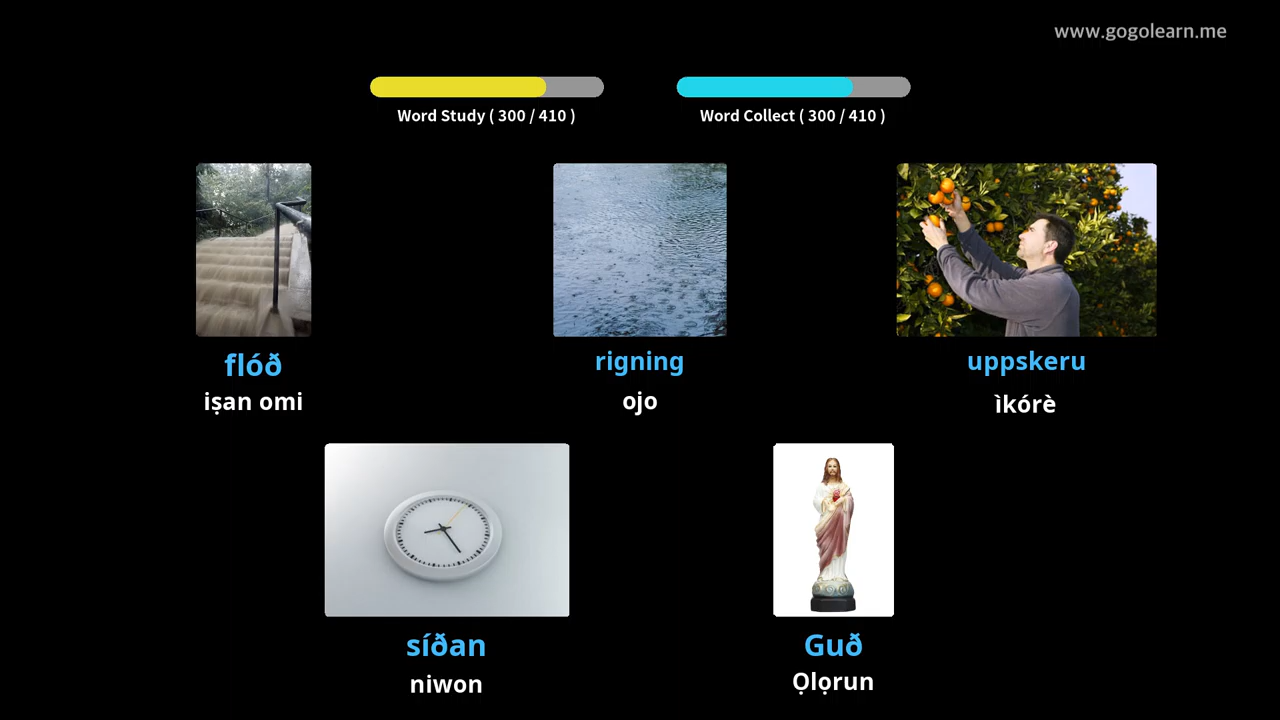 www.gogolearn.me
Word Study ( 300 / 410 )
Word Collect ( 300 / 410 )
flóð
iṣan omi
rigning
ojo
uppskeru
ìkórè
síðan
niwon
Guð
Ọlọrun